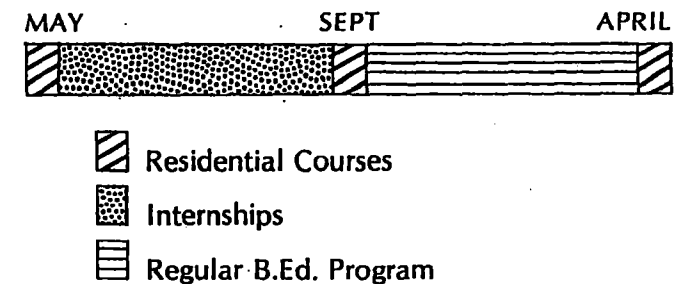 MAY SEPT APRIL
Residential Courses
Internships
Regular B.Ed. Program